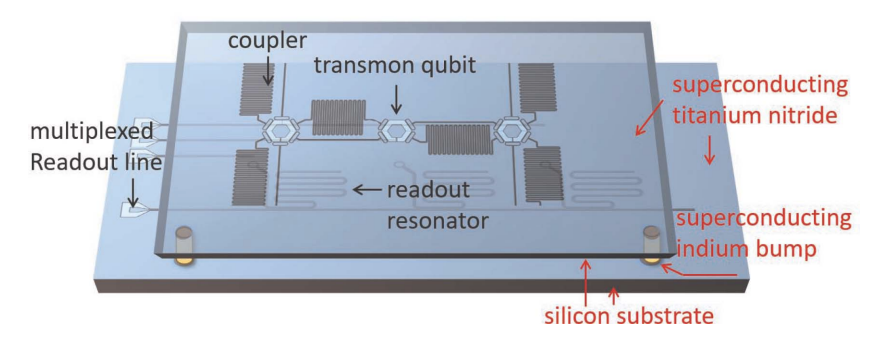 coupler
transmon qubit
superconducting
titanium nitride
multiplexed
Readout line
readout
resonator
superconducting
indium bump
silicon substrate